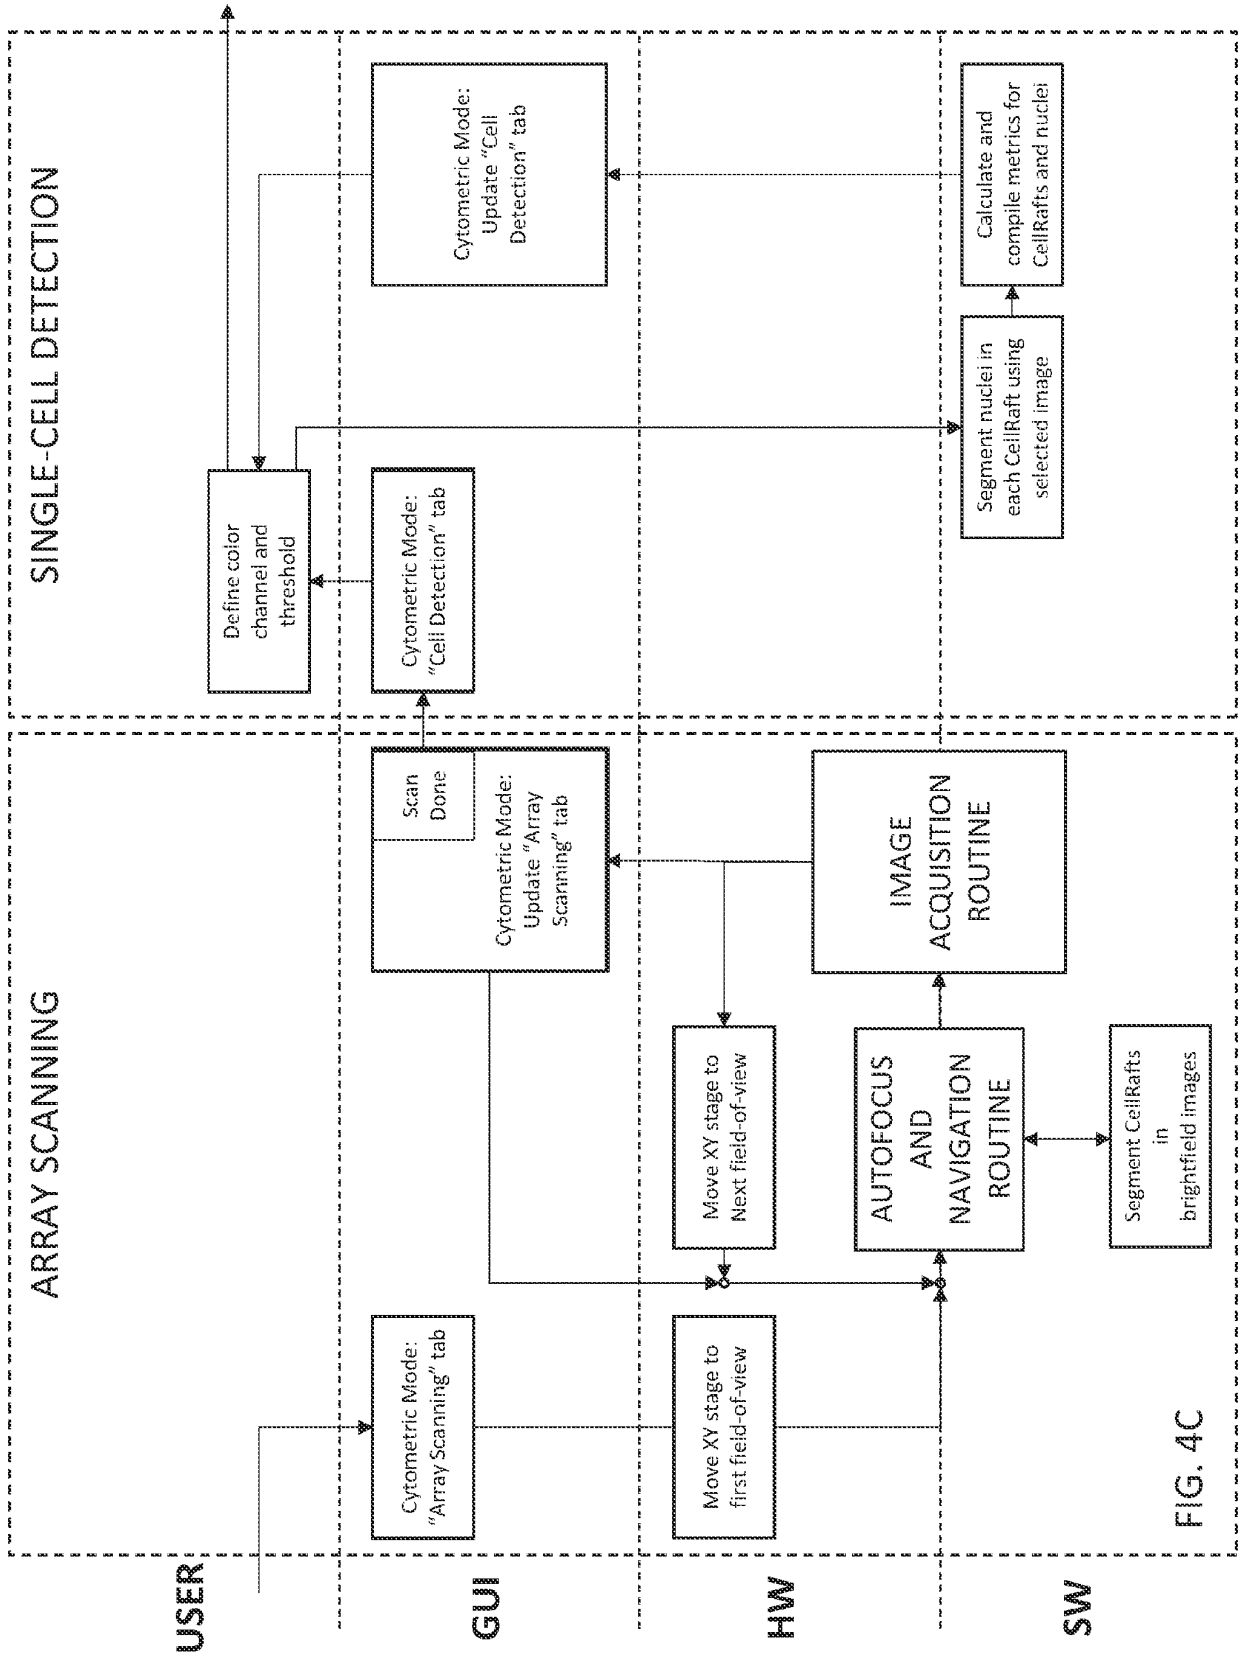 ARRAY SCANNING
SINGLE-CELL DETECTION
USER
Define color
channel and
threshold
GUI
Cytometric Mode:
"Array Scanning" tab
Scan
Done
Cytometric Mode:
Update "Array
Scanning" tab
Cytometric Mode:
"Cell Detection" tab
Cytometric Mode:
Update "Cell
Detection" tab
HW
Move XY stage to
first field-of-view
Move XY stage to
Next field-of-view
AUTOFOCUS
AND
NAVIGATION
ROUTINE
IMAGE
ACQUISITION
ROUTINE
SW
Segment CellRafts
in
brightfield images
Segment nuclei in
each CellRaft using
selected image
Calculate and
compile metrics for
CellRafts and nuclei
FIG. 4C